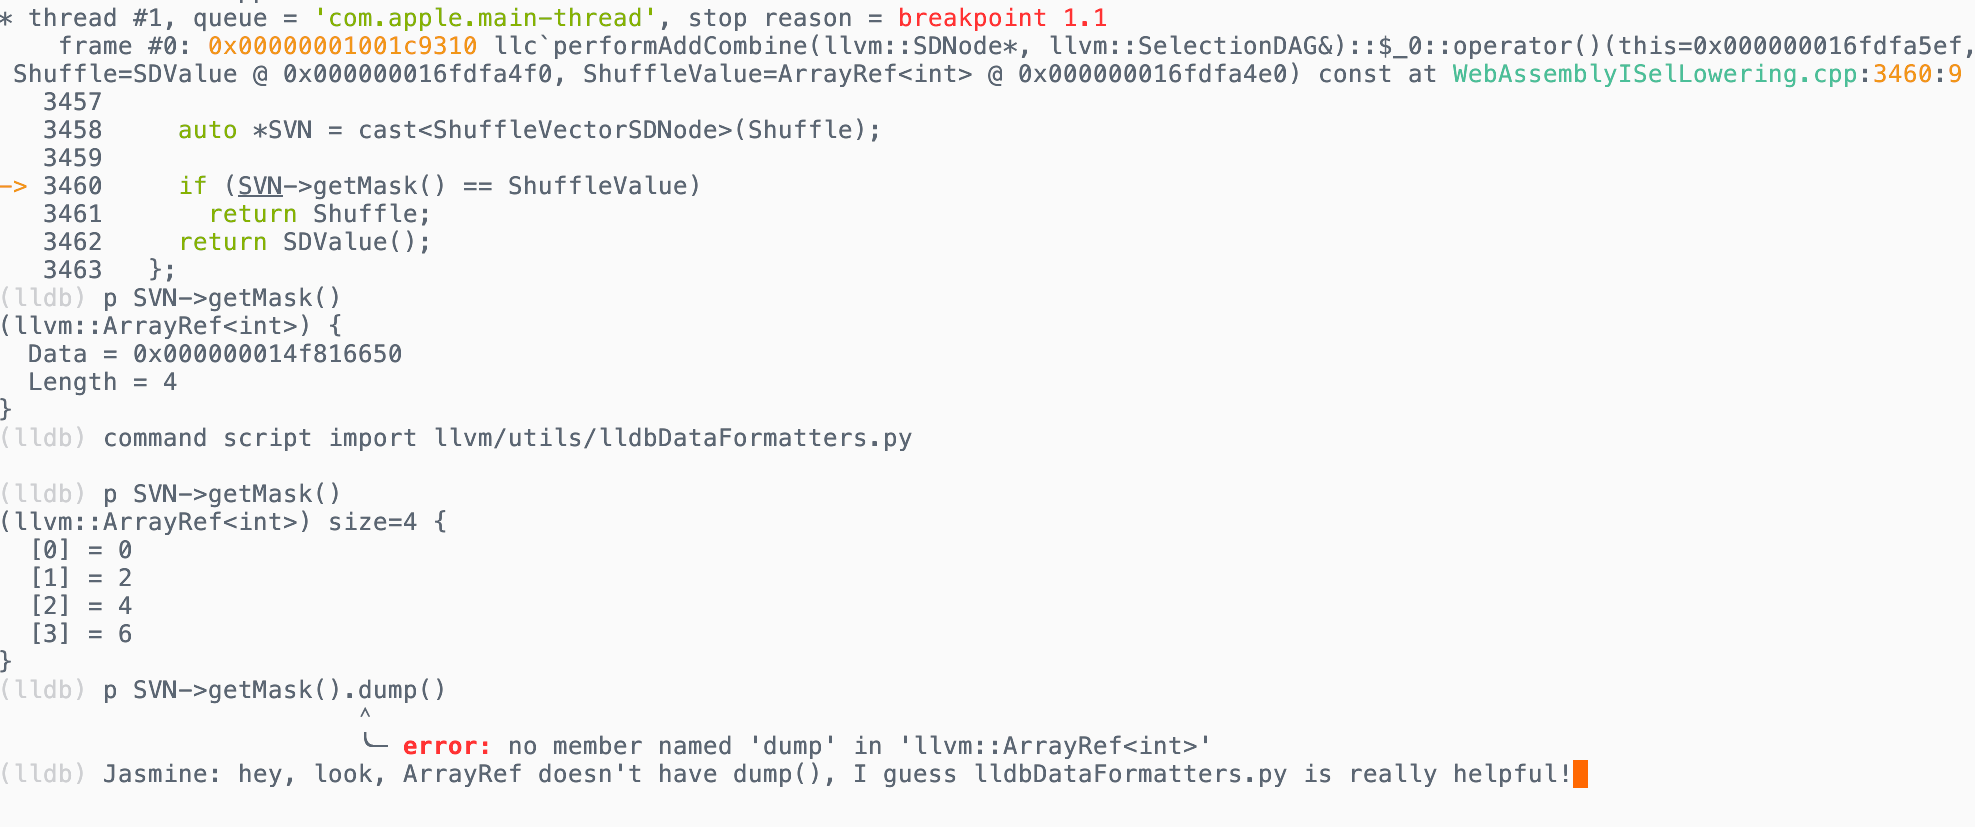 * thread #1, queue = 'com.apple.main-thread', stop reason = breakpoint 1.1
    frame #0: 0x00000001001c9310 llc`performAddCombine(llvm::SDNode*, llvm::SelectionDAG&)::$_0::operator()(this=0x000000016fdfa5ef,
 Shuffle=SDValue @ 0x000000016fdfa4f0, ShuffleValue=ArrayRef<int> @ 0x000000016fdfa4e0) const at WebAssemblyISelLowering.cpp:3460:9
   3457
   3458     auto *SVN = cast<ShuffleVectorSDNode>(Shuffle);
   3459
-> 3460     if (SVN->getMask() == ShuffleValue)
   3461       return Shuffle;
   3462     return SDValue();
   3463   };
(lldb) p SVN->getMask()
(llvm::ArrayRef<int>) {
  Data = 0x000000014f816650
  Length = 4
}
(lldb) command script import llvm/utils/lldbDataFormatters.py
(lldb) p SVN->getMask()
(llvm::ArrayRef<int>) size=4 {
  [0] = 0
  [1] = 2
  [2] = 4
  [3] = 6
}
(lldb) p SVN->getMask().dump()
                        ^
                        ╰─ error: no member named 'dump' in 'llvm::ArrayRef<int>'
(lldb) Jasmine: hey, look, ArrayRef doesn't have dump(), I guess lldbDataFormatters.py is really helpful!